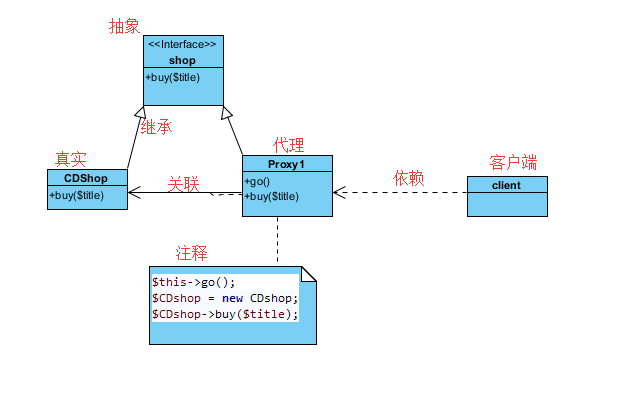 抽象
<<Interface>>
shop
+buy($title)
继承
真实
CDShop
+buy($title)
关联
代理
Proxy1
+go()
+buy($title)
依赖
客户端
client
注释
$this->go();
$CDshop = new CDshop;
$CDshop->buy($title);